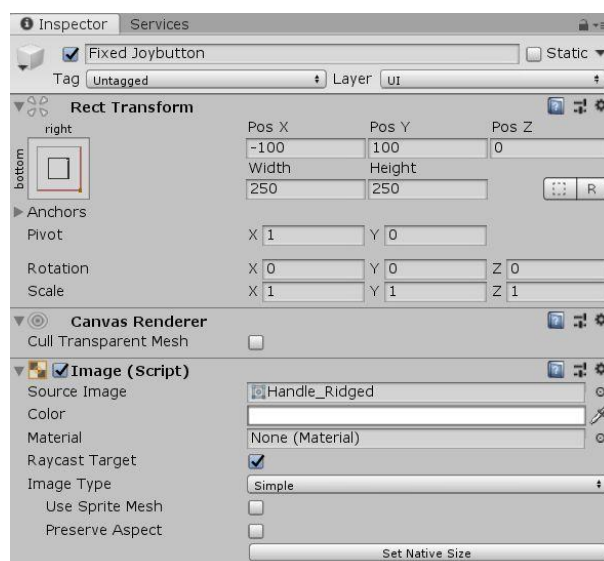 Inspector Services
Fixed Joybutton Static
Tag Untagged Layer UI
Rect Transform
right Pos X Pos Y Pos Z
bottom -100 100 0
Width Height
250 250 R
Anchors
Pivot X 1 Y 0
Rotation X 0 Y 0 Z 0
Scale X 1 Y 1 Z 1
Canvas Renderer
Cull Transparent Mesh
Image (Script)
Source Image Handle_Ridged
Color
Material None (Material)
Raycast Target
Image Type Simple
Use Sprite Mesh
Preserve Aspect
Set Native Size